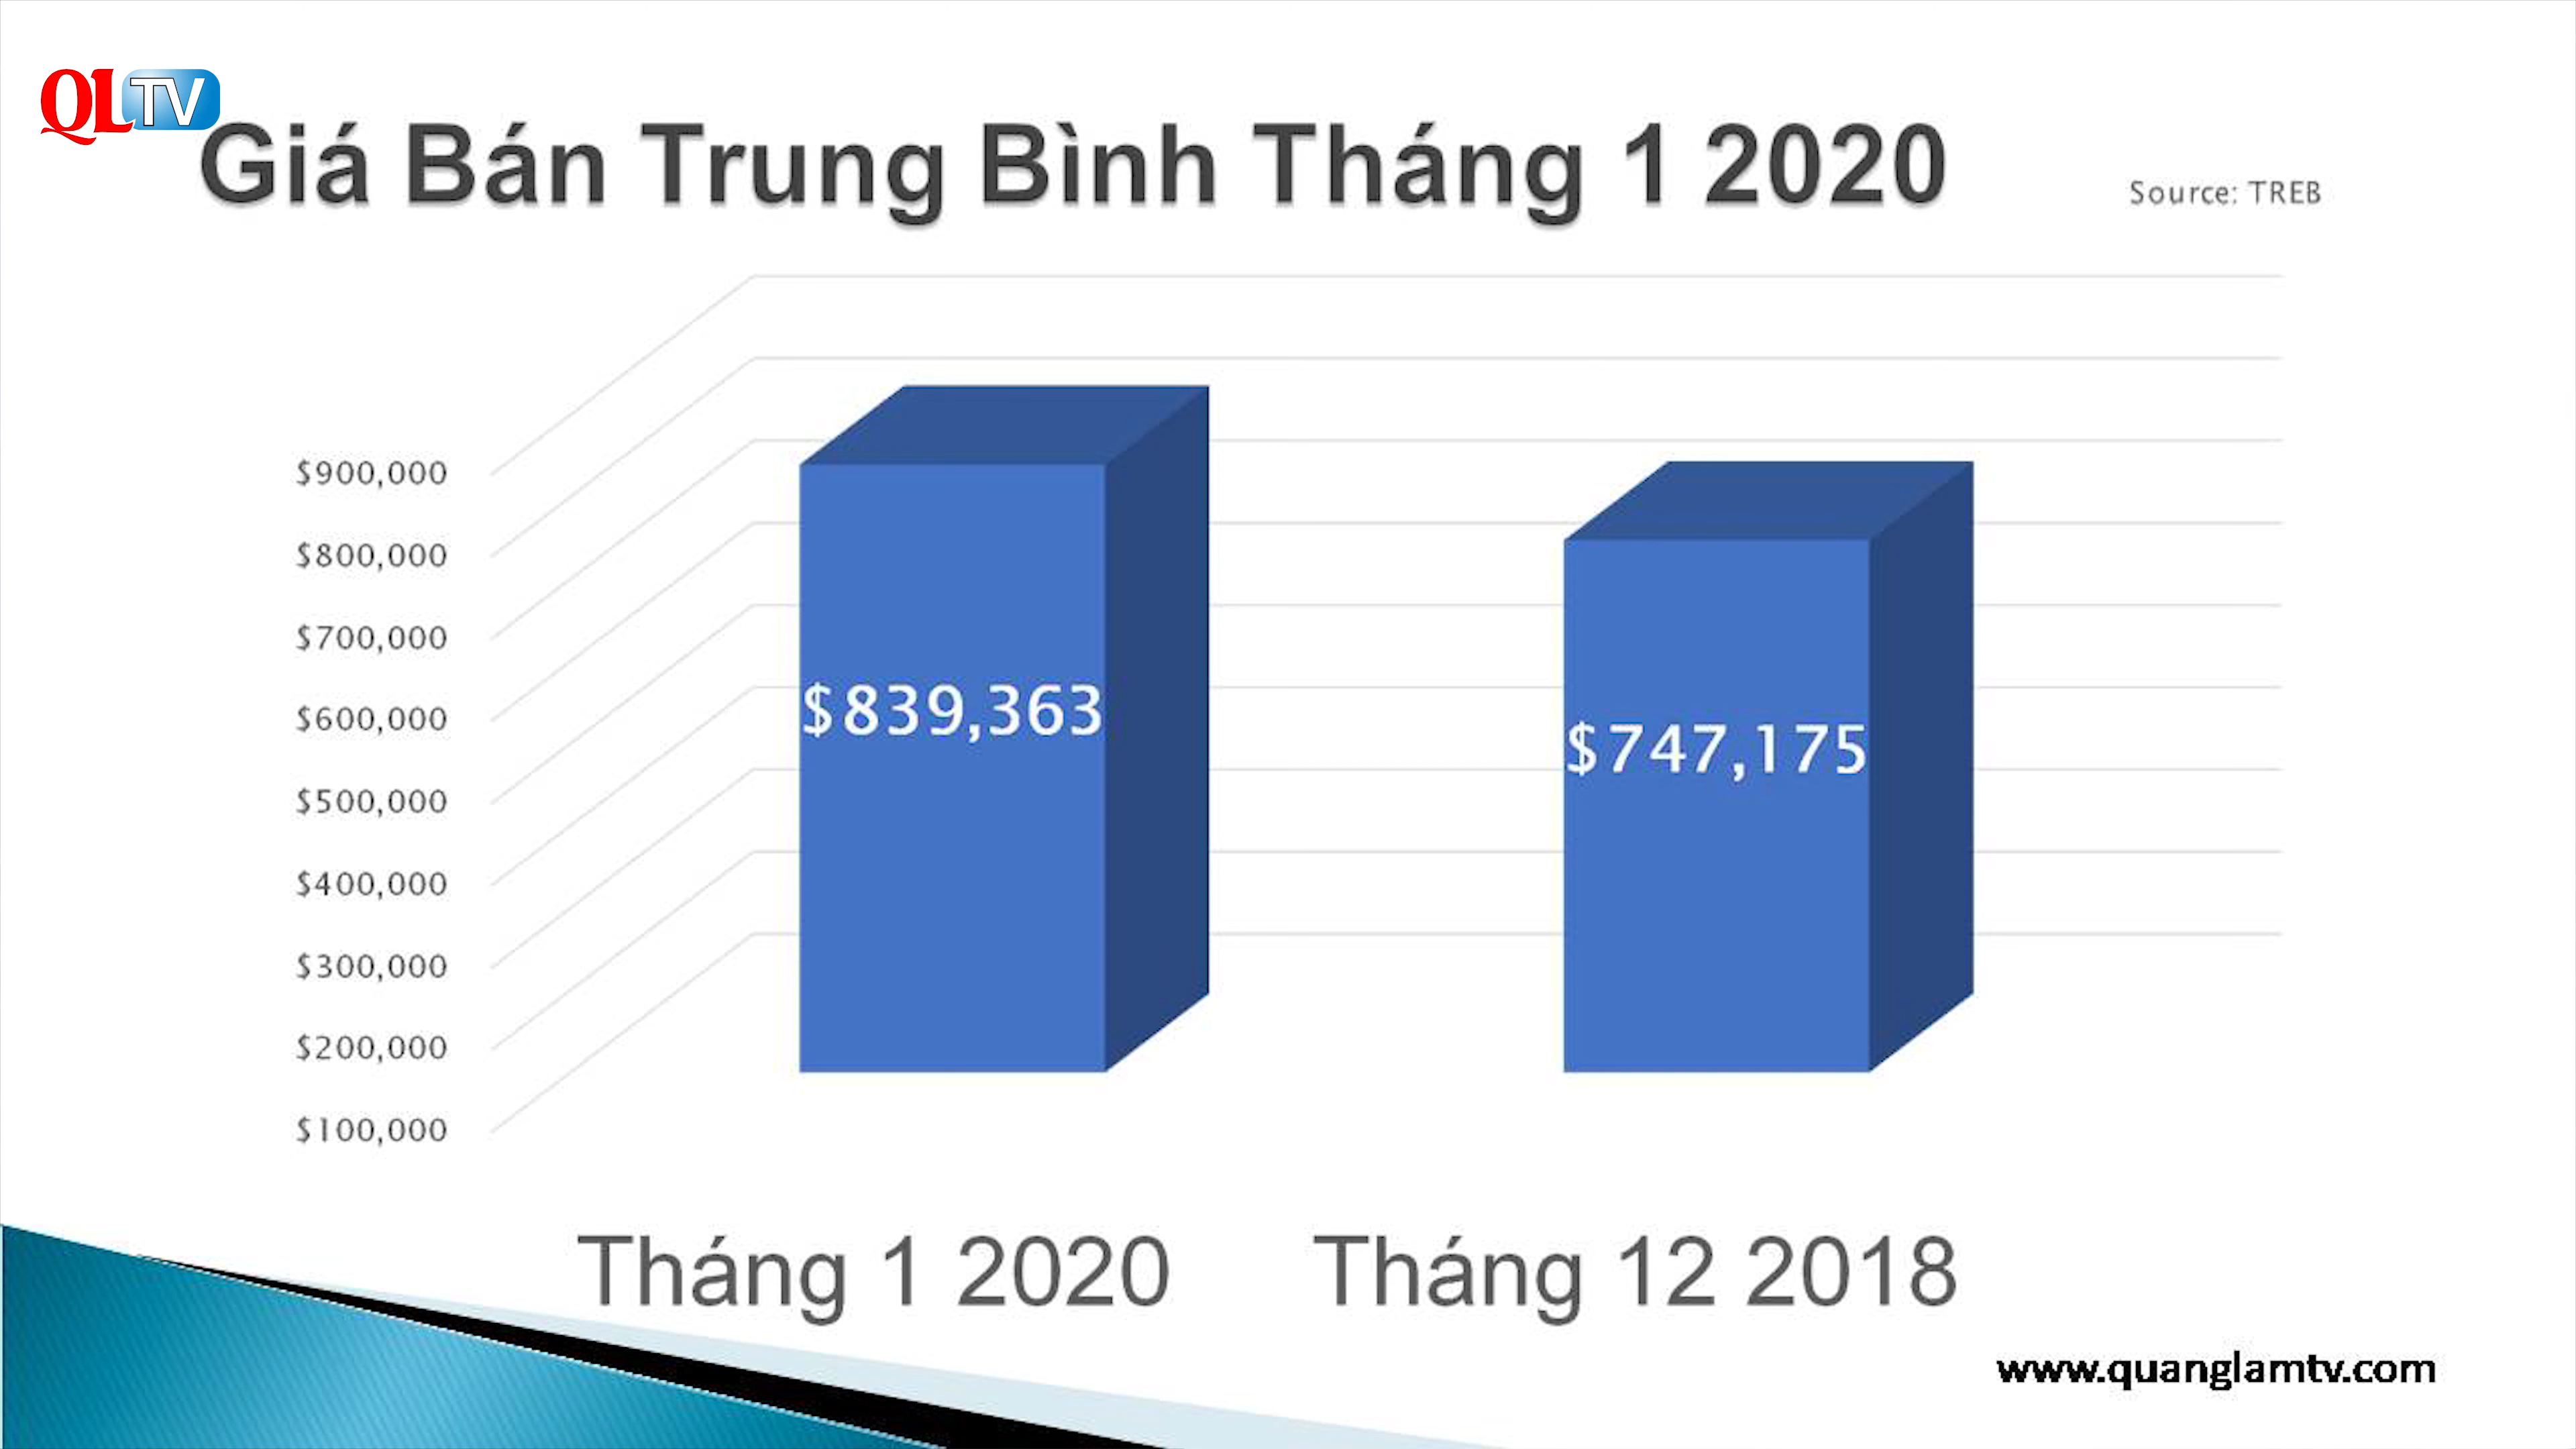 QLTV
Giá Bán Trung Bình Tháng 1 2020
Source: TREB
$900,000
$800,000
$700,000
$600,000
$500,000
$400,000
$300,000
$200,000
$100,000
$839,363
$747,175
Tháng 1 2020
Tháng 12 2018
www.quanglamtv.com